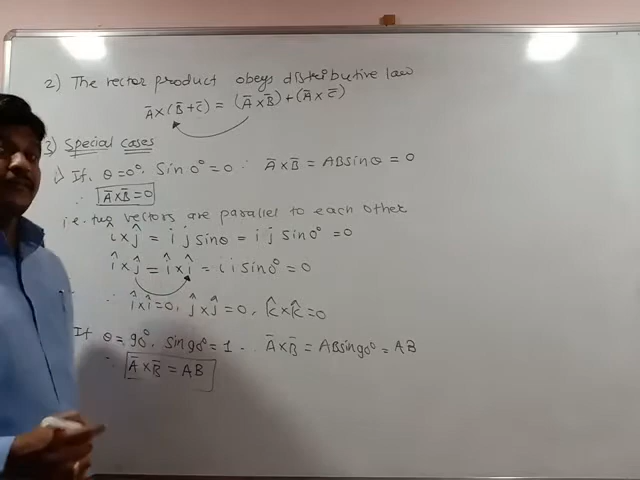 2) The vector product obeys distributive law
A̅×(B̅+C̅) = (A̅×B̅)+(A̅×C̅)
3) Special cases
If, θ=0°, Sin 0°=0 ∴ A̅×B̅ = ABsinθ = 0
∴ A̅×B̅=0
i.e. two vectors are parallel to each other
î×ĵ = i j sinθ = i j sin0° = 0
î×ĵ = î×î = i i sin0° = 0
∴ î×î=0, ĵ×ĵ=0, k̂×k̂=0
If θ=90°, sin90°=1 ∴ A̅×B̅ = ABsin90° = AB
∴ A̅×B̅ = AB